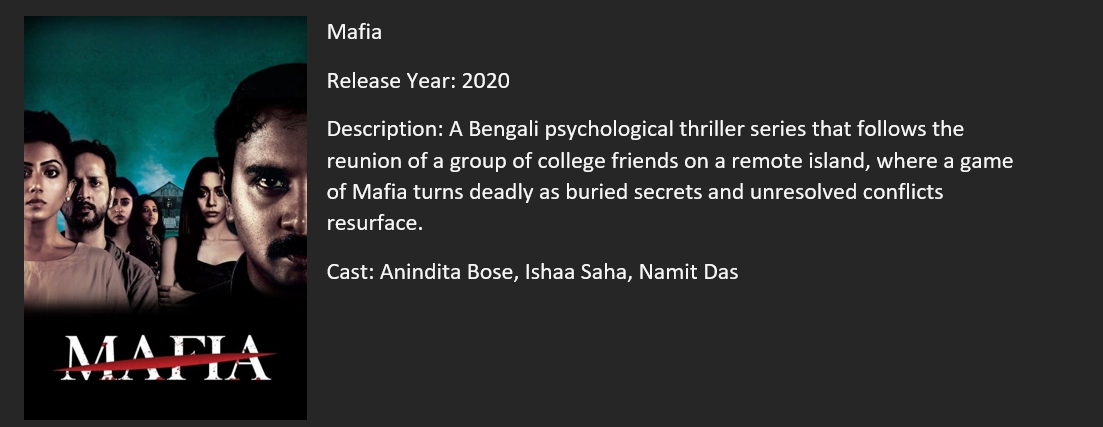 Mafia
Release Year: 2020
Description: A Bengali psychological thriller series that follows the
reunion of a group of college friends on a remote island, where a game
of Mafia turns deadly as buried secrets and unresolved conflicts
resurface.
Cast: Anindita Bose, Ishaa Saha, Namit Das
MAFIA